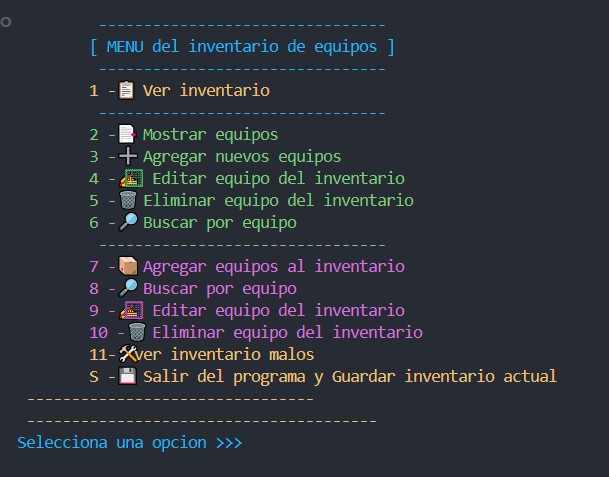 --------------------------------
[ MENU del inventario de equipos ]
--------------------------------
1 -📋 Ver inventario
--------------------------------
2 -📑 Mostrar equipos
3 -➕ Agregar nuevos equipos
4 - Editar equipo del inventario
5 -🗑️ Eliminar equipo del inventario
6 -🔎 Buscar por equipo
--------------------------------
7 -📦 Agregar equipos al inventario
8 -🔎 Buscar por equipo
9 - Editar equipo del inventario
10 -🗑️ Eliminar equipo del inventario
11-🛠️ver inventario malos
S -💾 Salir del programa y Guardar inventario actual
--------------------------------
---------------------------------------
Selecciona una opcion >>>